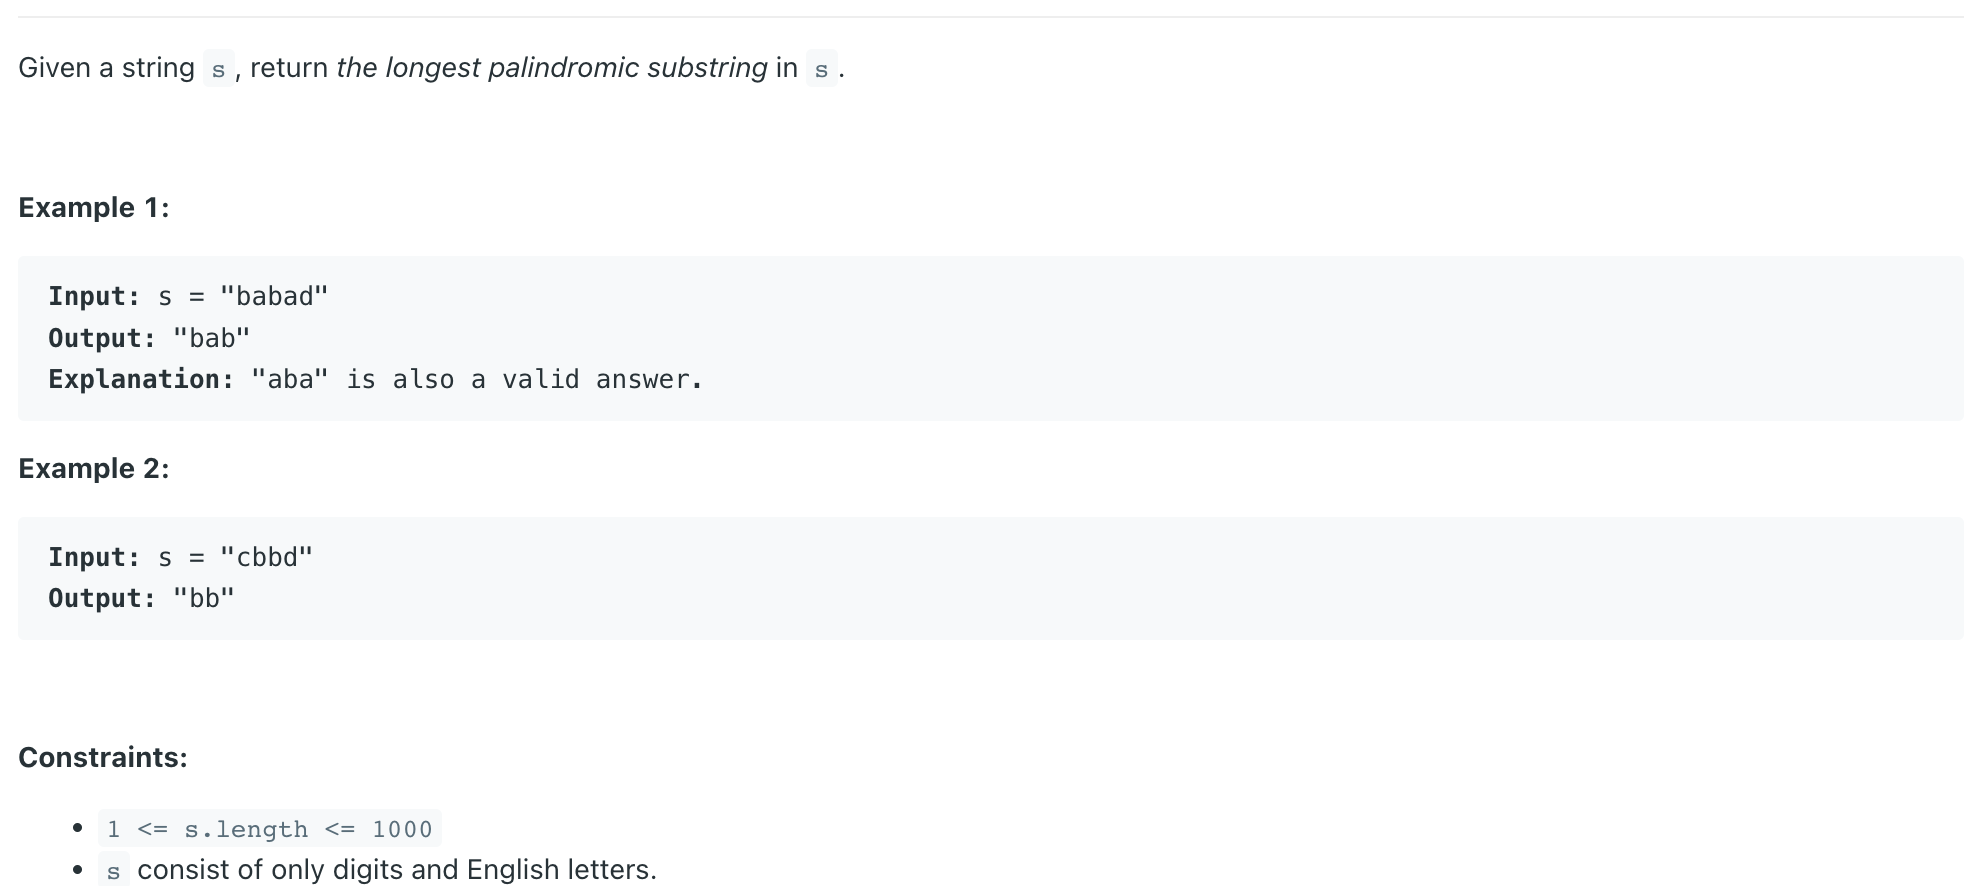 Given a string s, return the longest palindromic substring in s.
Example 1:
Input: s = "babad"
Output: "bab"
Explanation: "aba" is also a valid answer.
Example 2:
Input: s = "cbbd"
Output: "bb"
Constraints:
• 1 <= s.length <= 1000
• s consist of only digits and English letters.